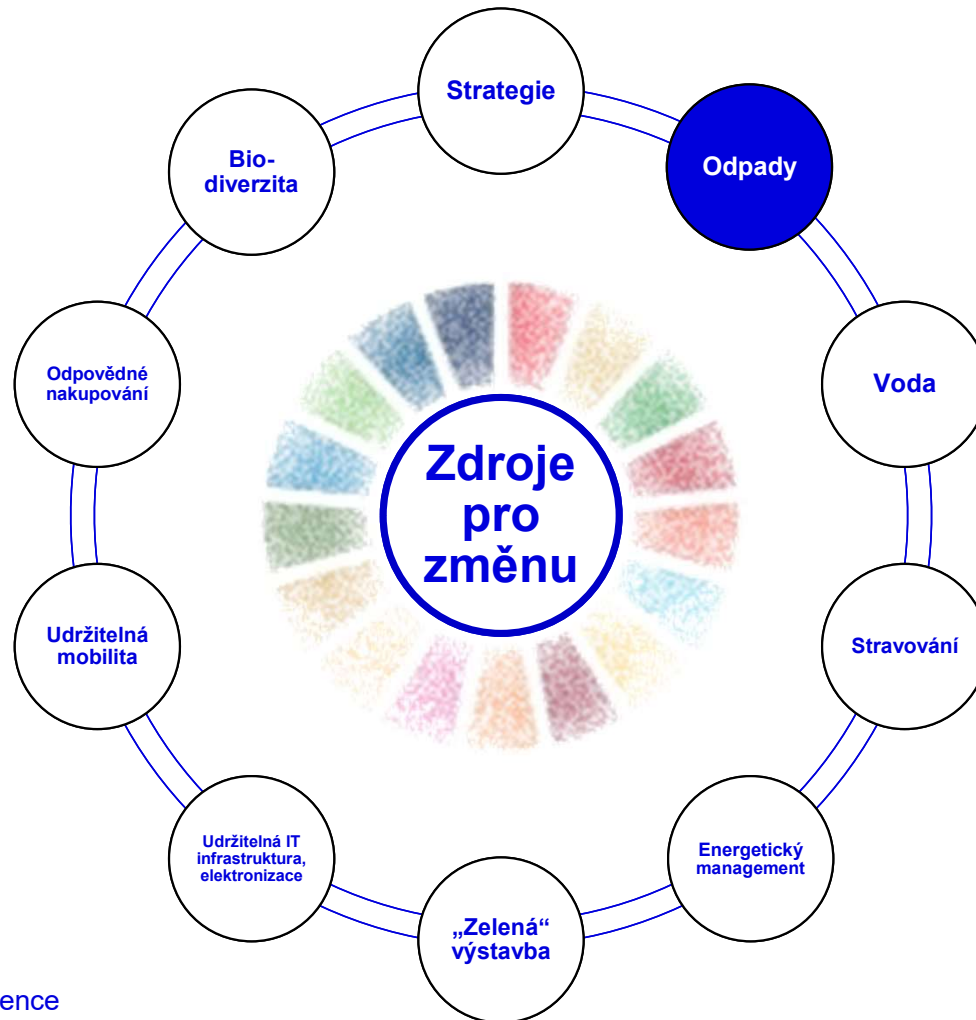 Strategie
Odpady
Voda
Stravování
Energetický
management
„Zelená“
výstavba
Udržitelná IT
infrastruktura,
elektronizace
Udržitelná
mobilita
Odpovědné
nakupování
Bio-
diverzita
Zdroje
pro
změnu
ence